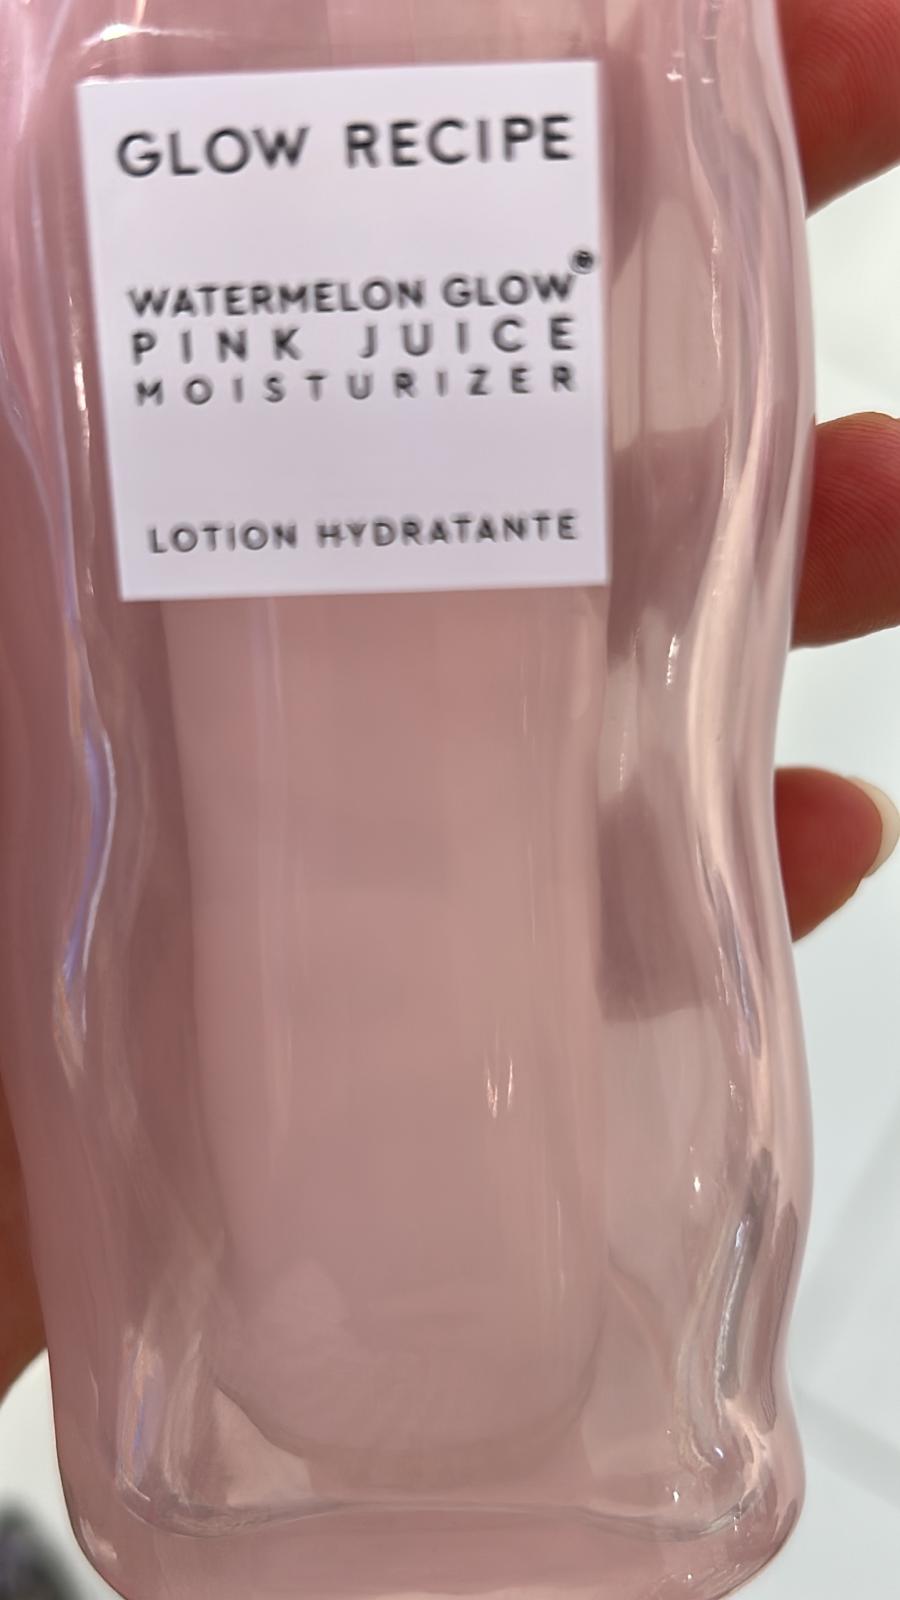 GLOW RECIPE
WATERMELON GLOW®
PINK JUICE
MOISTURIZER
LOTION HYDRATANTE